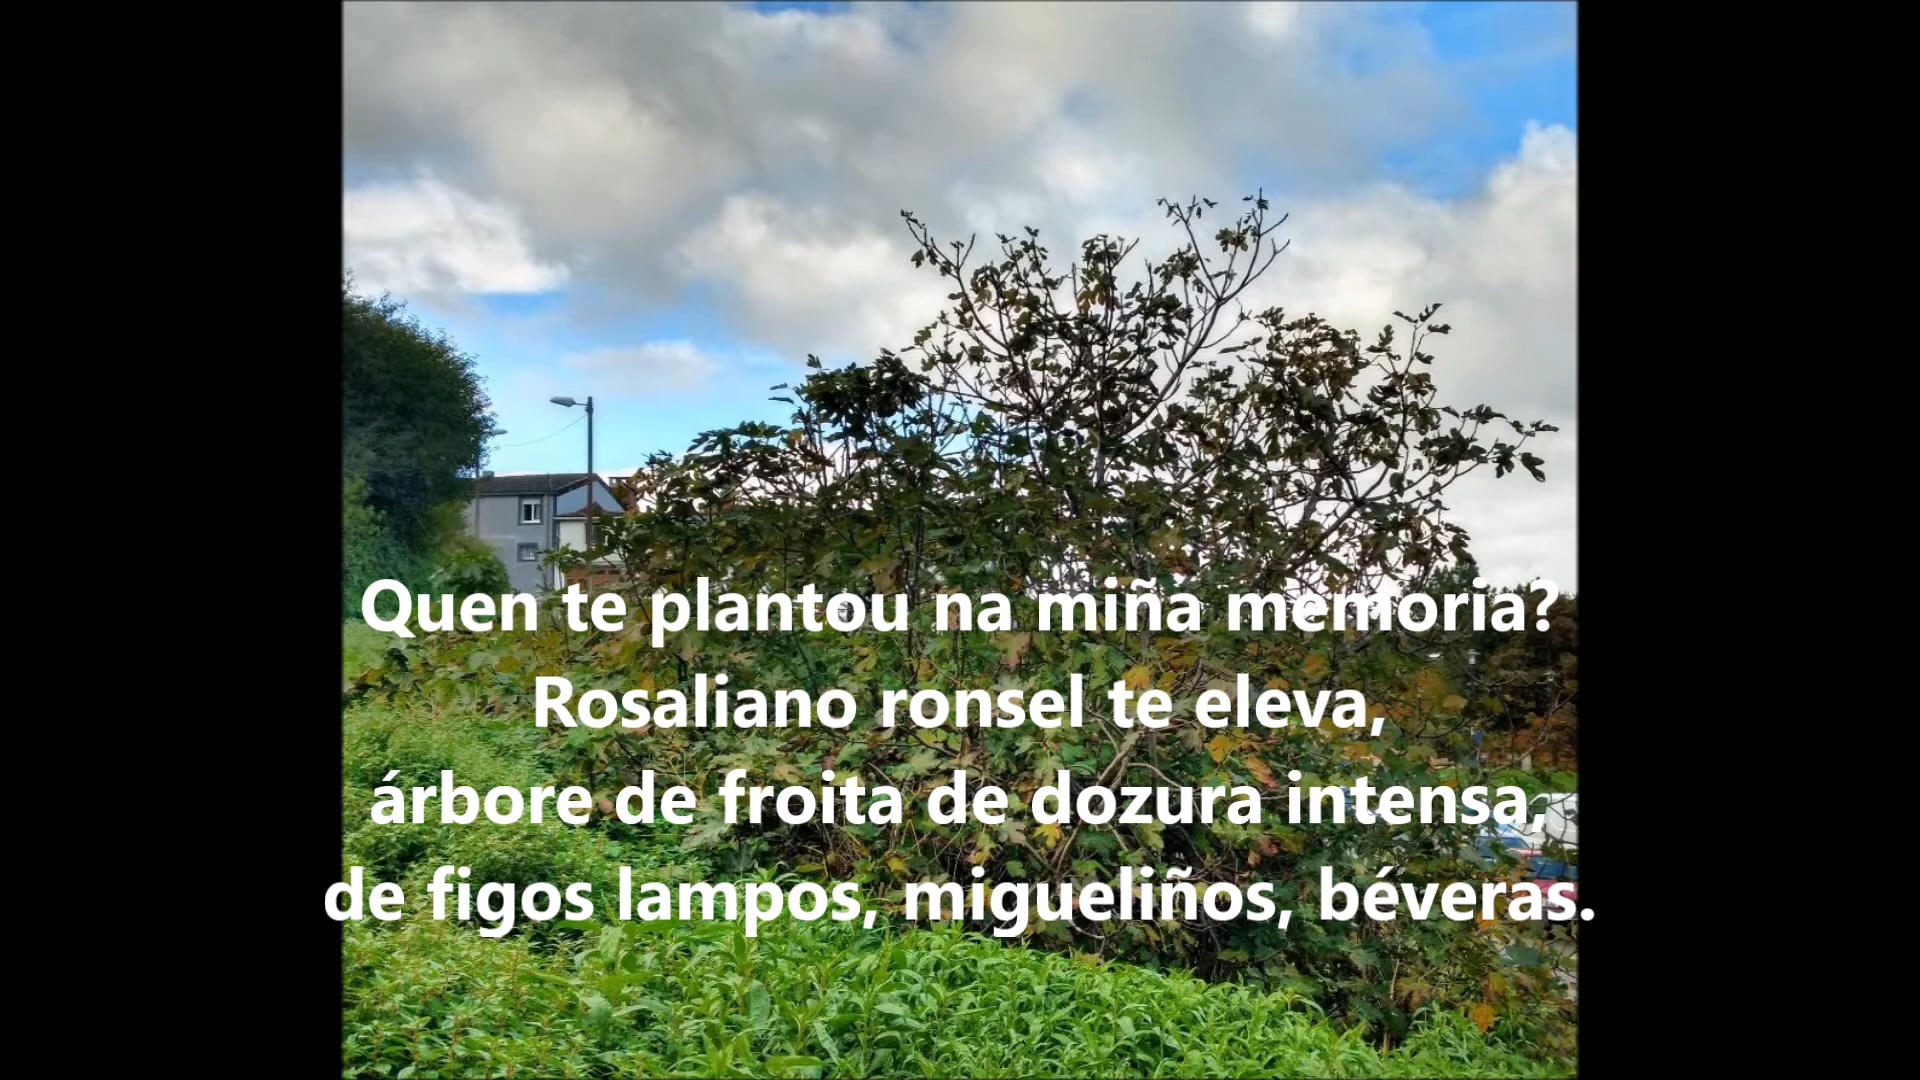 Quen te plantou na miña memoria?
Rosaliano ronsel te eleva,
árbore de froita de dozura intensa,
de figos lampos, migueliños, béveras.